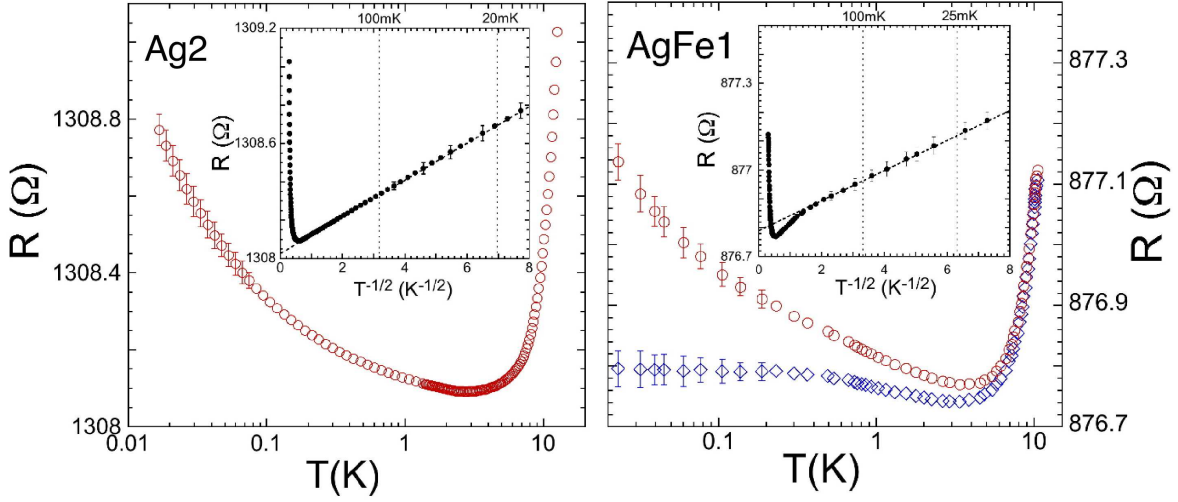 Ag2
R (Ω)
1308.8
1308.4
1308
0.01
0.1
1
10
T(K)
100mK
20mK
1309.2
1308.6
1308
R (Ω)
0
2
4
6
8
T⁻¹/² (K⁻¹/²)
AgFe1
100mK
25mK
877.3
877
876.7
R (Ω)
0
2
4
6
8
T⁻¹/² (K⁻¹/²)
877.3
877.1
876.9
876.7
R (Ω)
0.1
1
10
T(K)